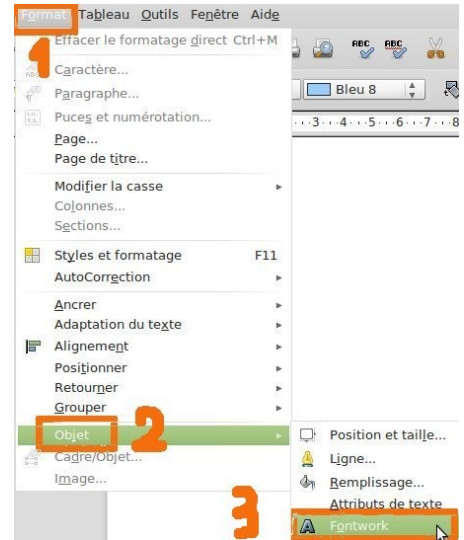 Format Tableau Outils Fenêtre Aide
1
Effacer le formatage direct Ctrl+M
ABC ABC
Caractère...
Paragraphe...
Bleu 8
Puces et numérotation...
3 4 5 6 7 8
Page...
Page de titre...
Modifier la casse
Colonnes...
Sections...
Styles et formatage F11
AutoCorrection
Ancrer
Adaptation du texte
Alignement
Positionner
Retourner
Grouper
Objet 2
Position et taille...
Cadre/Objet...
Ligne...
Image...
Remplissage...
Attributs de texte
3
Fontwork